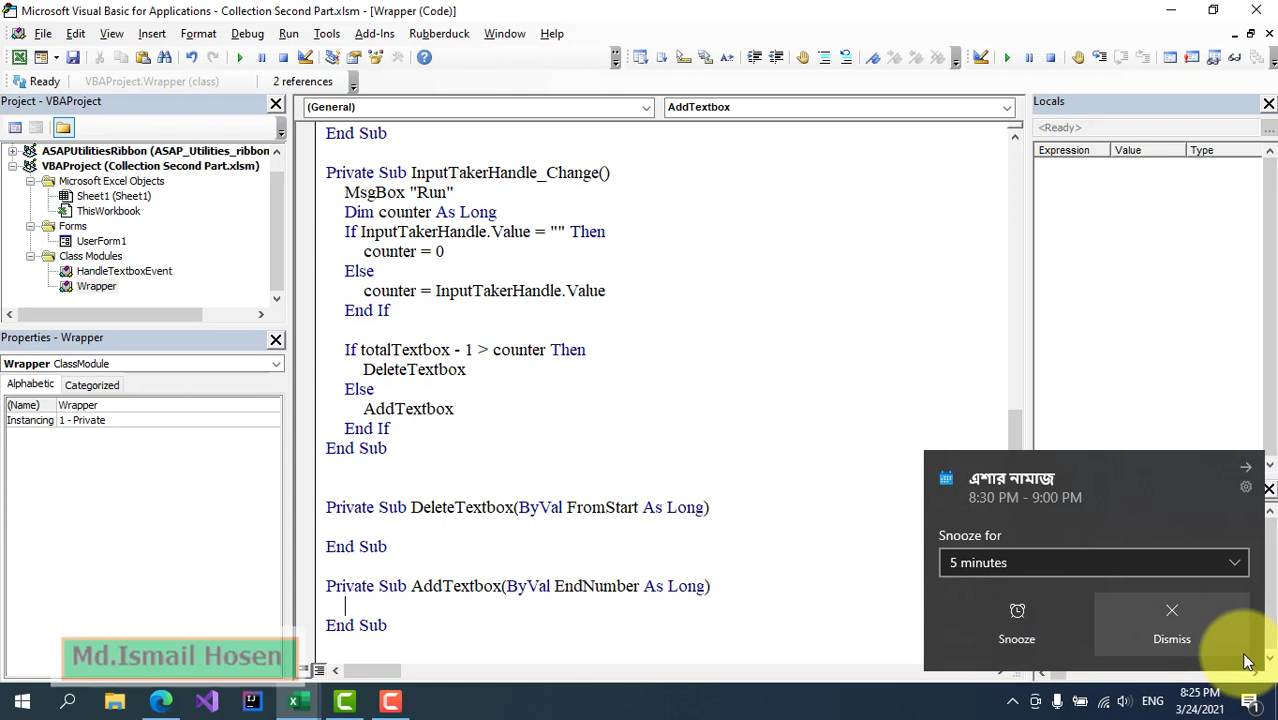 Microsoft Visual Basic for Applications - Collection Second Part.xlsm - [Wrapper (Code)]
File Edit View Insert Format Debug Run Tools Add-Ins Rubberduck Window Help
Ready VBAProject.Wrapper (class) 2 references
Project - VBAProject
ASAPUtilitiesRibbon (ASAP_Utilities_ribbon
VBAProject (Collection Second Part.xlsm)
Microsoft Excel Objects
Sheet1 (Sheet1)
ThisWorkbook
Forms
UserForm1
Class Modules
HandleTextboxEvent
Wrapper
Properties - Wrapper
Wrapper ClassModule
Alphabetic Categorized
(Name) Wrapper
Instancing 1 - Private
(General) AddTextbox
End Sub
Private Sub InputTakerHandle_Change()
MsgBox "Run"
Dim counter As Long
If InputTakerHandle.Value = "" Then
counter = 0
Else
counter = InputTakerHandle.Value
End If
If totalTextbox - 1 > counter Then
DeleteTextbox
Else
AddTextbox
End If
End Sub
Private Sub DeleteTextbox(ByVal FromStart As Long)
End Sub
Private Sub AddTextbox(ByVal EndNumber As Long)
End Sub
Locals
<Ready>
Expression Value Type
এশার নামাজ
8:30 PM - 9:00 PM
Snooze for
5 minutes
Snooze Dismiss
Md.Ismail Hosen
ENG
8:25 PM
3/24/2021
1